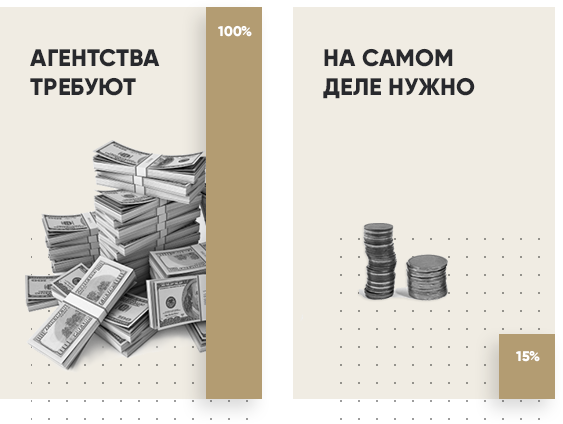 100%
АГЕНТСТВА
ТРЕБУЮТ
НА САМОМ
ДЕЛЕ НУЖНО
15%